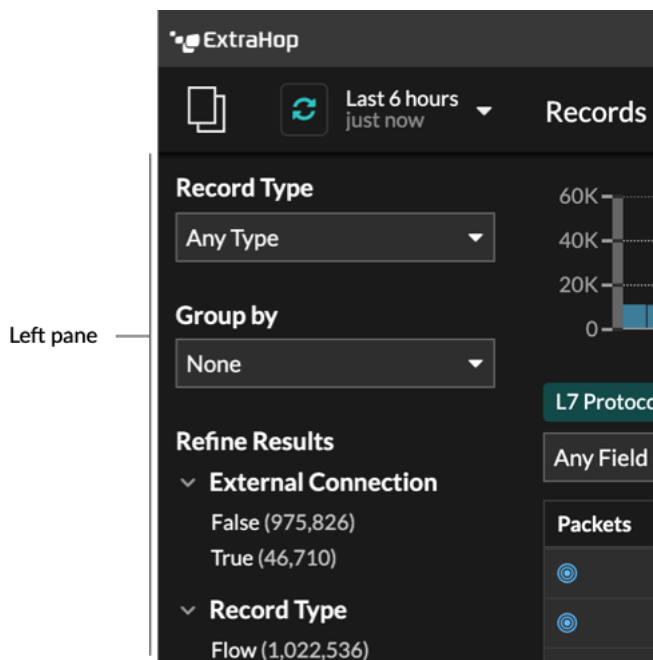 ExtraHop
Last 6 hours
just now
Records
Left pane
Record Type
Any Type
Group by
None
Refine Results
External Connection
False (975,826)
True (46,710)
Record Type
Flow (1,022,536)
60K
40K
20K
0
L7 Protoco
Any Field
Packets